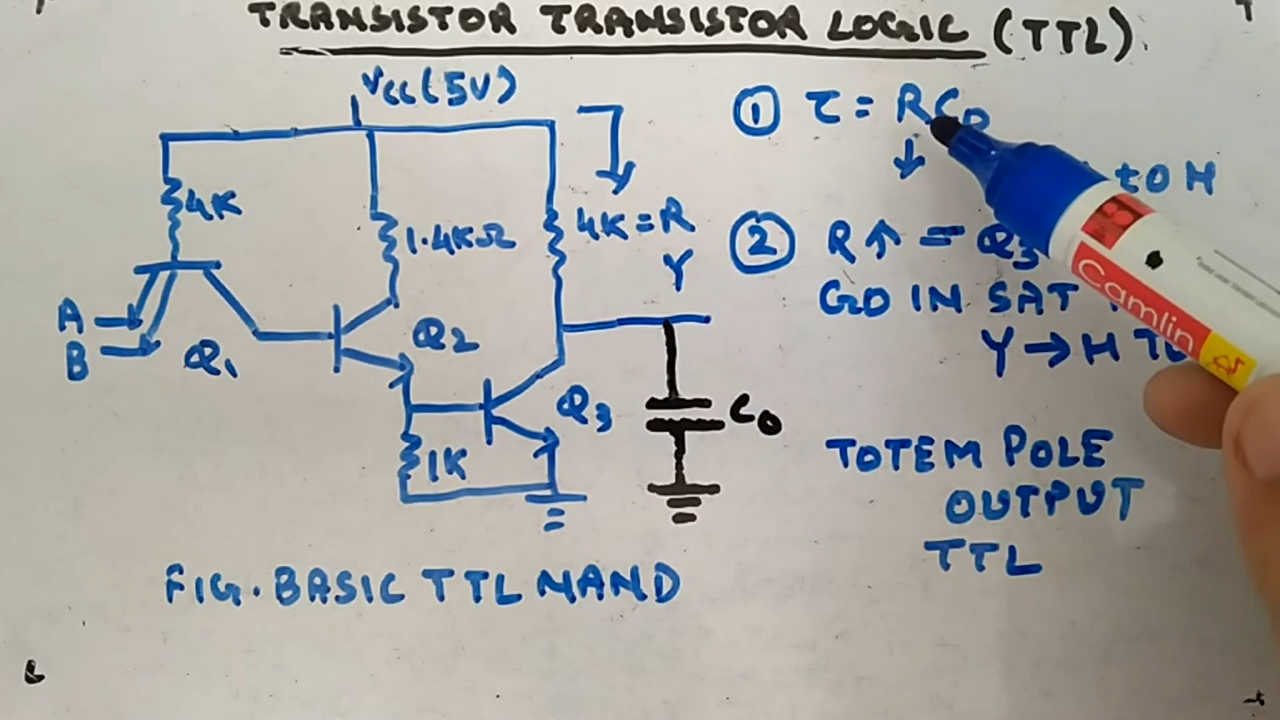 TRANSISTOR TRANSISTOR LOGIC (TTL).
VCC(5V)
4K
1.4KΩ
4K=R
Y
A
B
Q1
Q2
Q3
1K
C0
FIG. BASIC TTL NAND
① τ = RC0
↓ to H
② R↑ = Q3
GO IN SAT
Y→H
TOTEM POLE
OUTPUT
TTL
Camlin